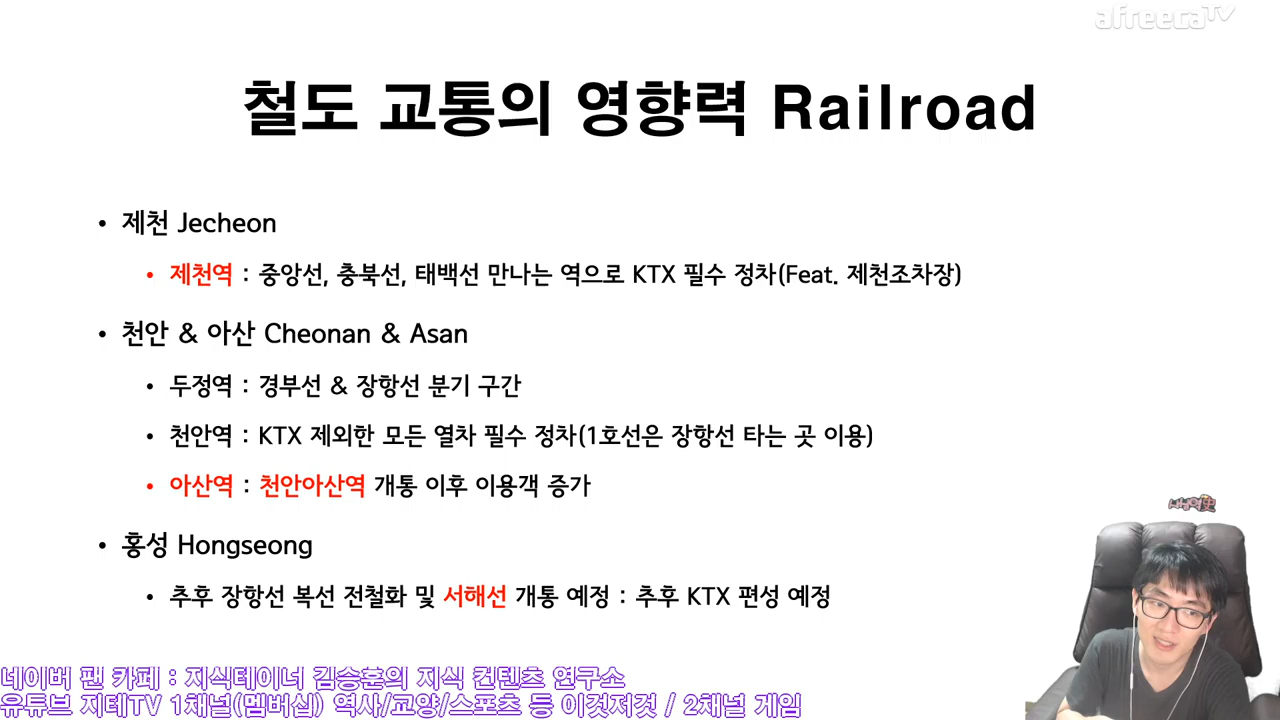 afreecaTV
철도 교통의 영향력 Railroad
• 제천 Jecheon
• 제천역 : 중앙선, 충북선, 태백선 만나는 역으로 KTX 필수 정차(Feat. 제천조차장)
• 천안 & 아산 Cheonan & Asan
• 두정역 : 경부선 & 장항선 분기 구간
• 천안역 : KTX 제외한 모든 열차 필수 정차(1호선은 장항선 타는 곳 이용)
• 아산역 : 천안아산역 개통 이후 이용객 증가
• 홍성 Hongseong
• 추후 장항선 복선 전철화 및 서해선 개통 예정 : 추후 KTX 편성 예정
네이버 팬 카페 : 지식테이너 김승훈의 지식 컨텐츠 연구소
유튜브 지테TV 1채널(멤버십) 역사/교양/스포츠 등 이것저것 / 2채널 게임